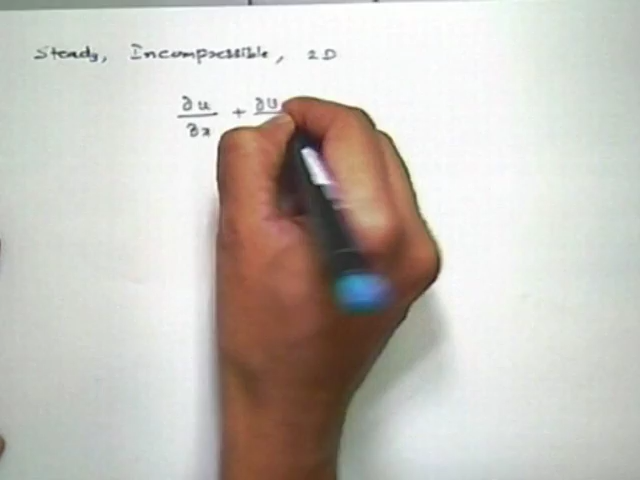 Steady, Incompressible, 2D
∂u/∂x + ∂v